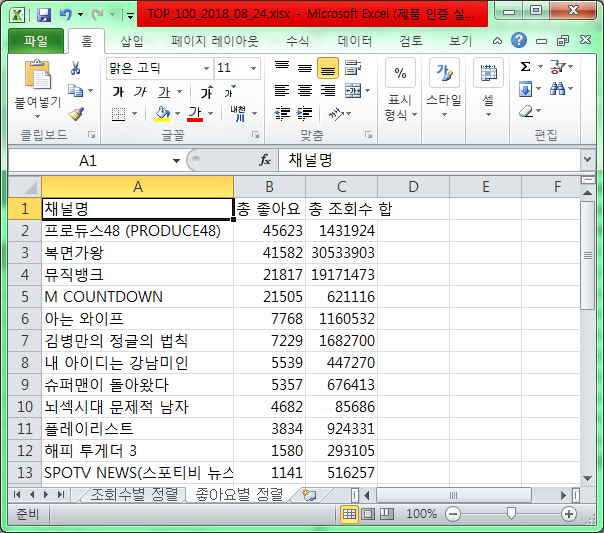 TOP_100_2018_08_24.xlsx - Microsoft Excel (제품 인증 실...
파일 홈 삽입 페이지 레이아웃 수식 데이터 검토 보기
붙여넣기
클립보드
맑은 고딕 11
가 가 가 가 가
가 내천
글꼴
맞춤
%
표시 형식
스타일
셀
Σ
편집
A1 fx 채널명
A B C D E F
1 채널명 총 좋아요 총 조회수 합
2 프로듀스48 (PRODUCE48) 45623 1431924
3 복면가왕 41582 30533903
4 뮤직뱅크 21817 19171473
5 M COUNTDOWN 21505 621116
6 아는 와이프 7768 1160532
7 김병만의 정글의 법칙 7229 1682700
8 내 아이디는 강남미인 5539 447270
9 슈퍼맨이 돌아왔다 5357 676413
10 뇌섹시대 문제적 남자 4682 85686
11 플레이리스트 3834 924331
12 해피 투게더 3 1580 293105
13 SPOTV NEWS(스포티비 뉴스 1141 516257
조회수별 정렬 좋아요별 정렬
준비 100%